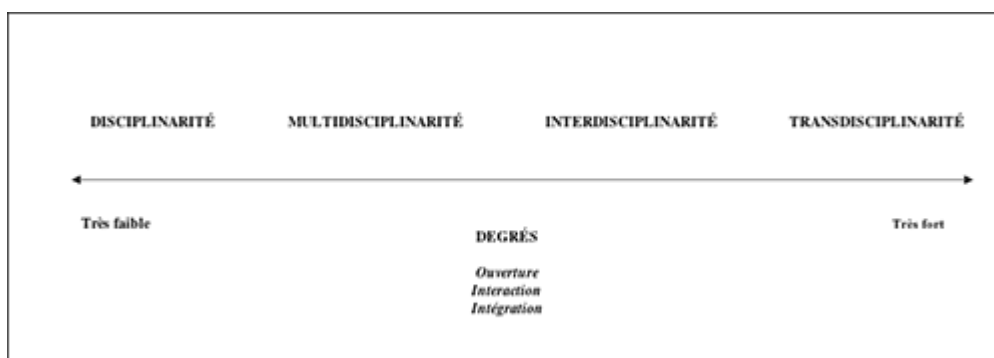 DISCIPLINARITÉ MULTIDISCIPLINARITÉ INTERDISCIPLINARITÉ TRANSDISCIPLINARITÉ
Très faible Très fort
DEGRÉS
Ouverture
Interaction
Intégration